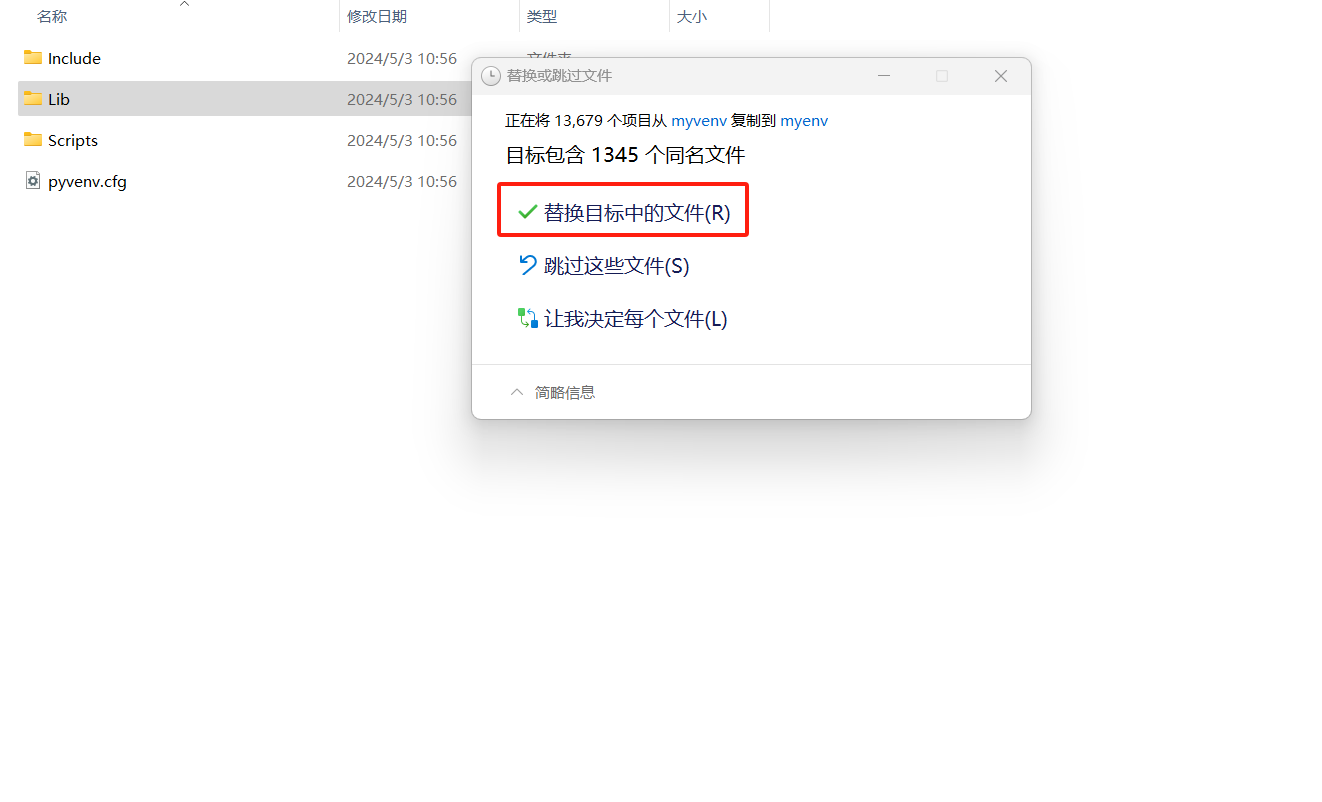 名称 修改日期 类型 大小
Include 2024/5/3 10:56
Lib 2024/5/3 10:56
Scripts 2024/5/3 10:56
pyvenv.cfg 2024/5/3 10:56
替换或跳过文件
正在将 13,679 个项目从 myvenv 复制到 myenv
目标包含 1345 个同名文件
替换目标中的文件(R)
跳过这些文件(S)
让我决定每个文件(L)
简略信息